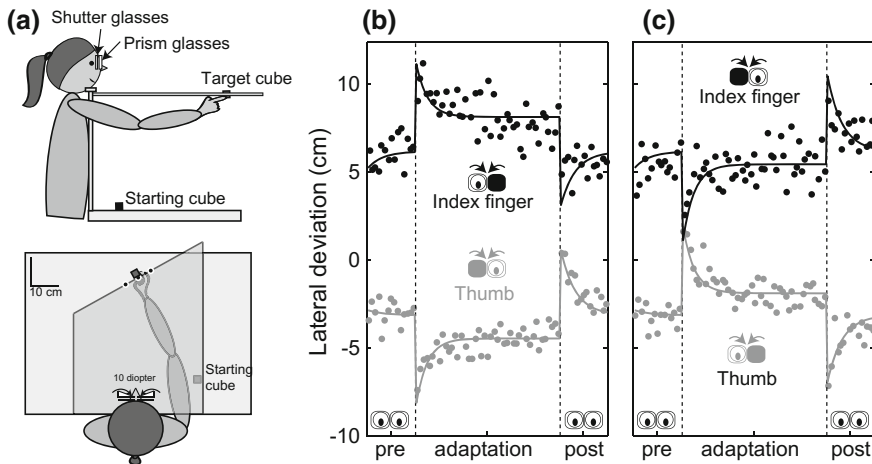 (a)
Shutter glasses
Prism glasses
Target cube
Starting cube
10 cm
10 diopter
Starting
cube
(b)
Lateral deviation (cm)
10
5
0
-5
-10
Index finger
Thumb
pre
adaptation
post
(c)
Index finger
Thumb
pre
adaptation
post